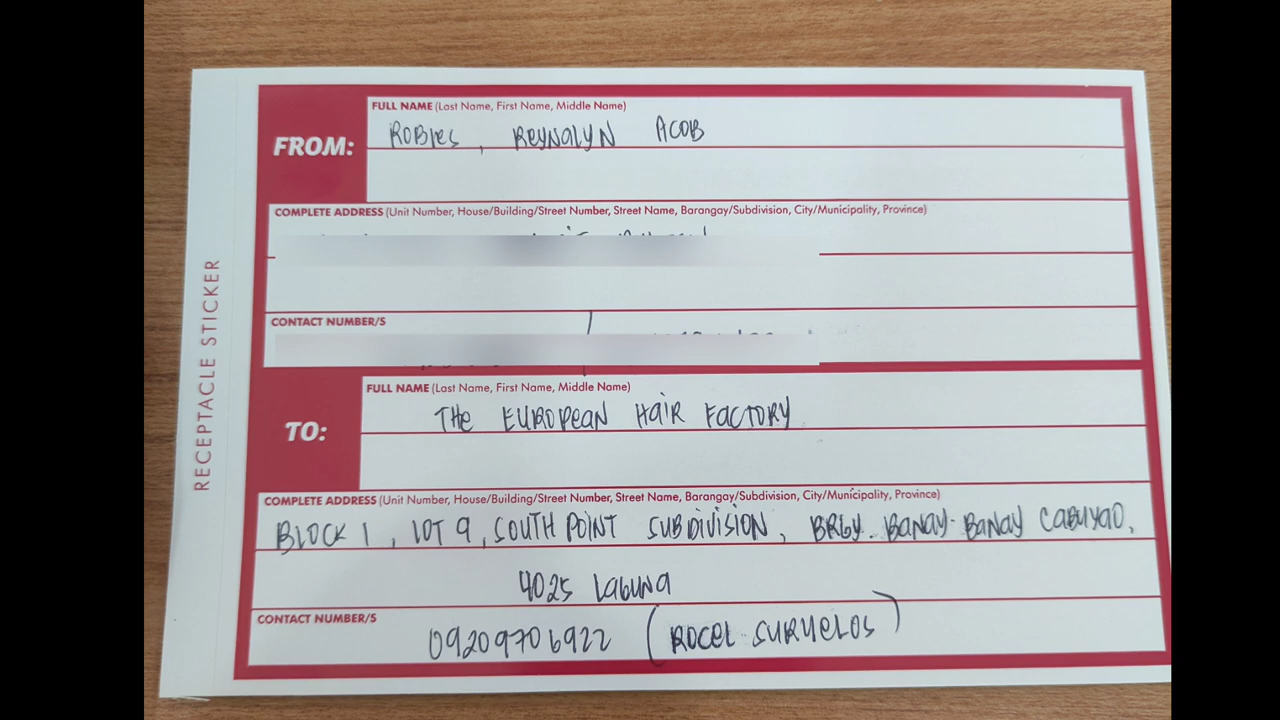 RECEPTACLE STICKER
FROM:
FULL NAME (Last Name, First Name, Middle Name)
ROBles, REYNALYN ACOB
COMPLETE ADDRESS (Unit Number, House/Building/Street Number, Street Name, Barangay/Subdivision, City/Municipality, Province)
CONTACT NUMBER/S
TO:
FULL NAME (Last Name, First Name, Middle Name)
THe EUROPeaN HaiR FaCTORY
COMPLETE ADDRESS (Unit Number, House/Building/Street Number, Street Name, Barangay/Subdivision, City/Municipality, Province)
BLOCK 1, LOT 9, SOUTH POINT SUBDIVISION, BRGY. BaNAY-BaNAY CABUYAO,
4025 LaGUNa
CONTACT NUMBER/S
09209706922 (ROCEL SURYELOS)